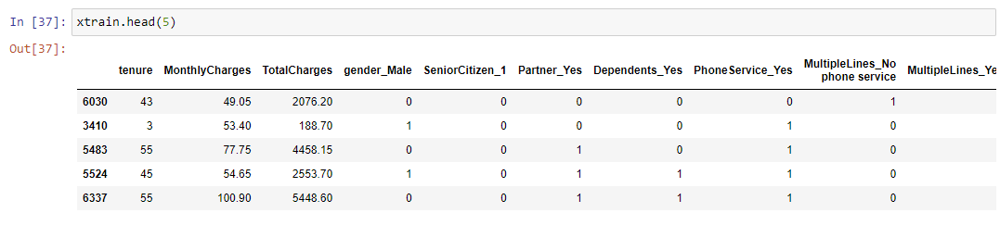 In [37]: xtrain.head(5)
Out[37]:
tenure MonthlyCharges TotalCharges gender_Male SeniorCitizen_1 Partner_Yes Dependents_Yes PhoneService_Yes MultipleLines_No phone service MultipleLines_Ye
6030 43 49.05 2076.20 0 0 0 0 0 1
3410 3 53.40 188.70 1 0 0 0 1 0
5483 55 77.75 4458.15 0 0 1 0 1 0
5524 45 54.65 2553.70 1 0 1 1 1 0
6337 55 100.90 5448.60 0 0 1 1 1 0